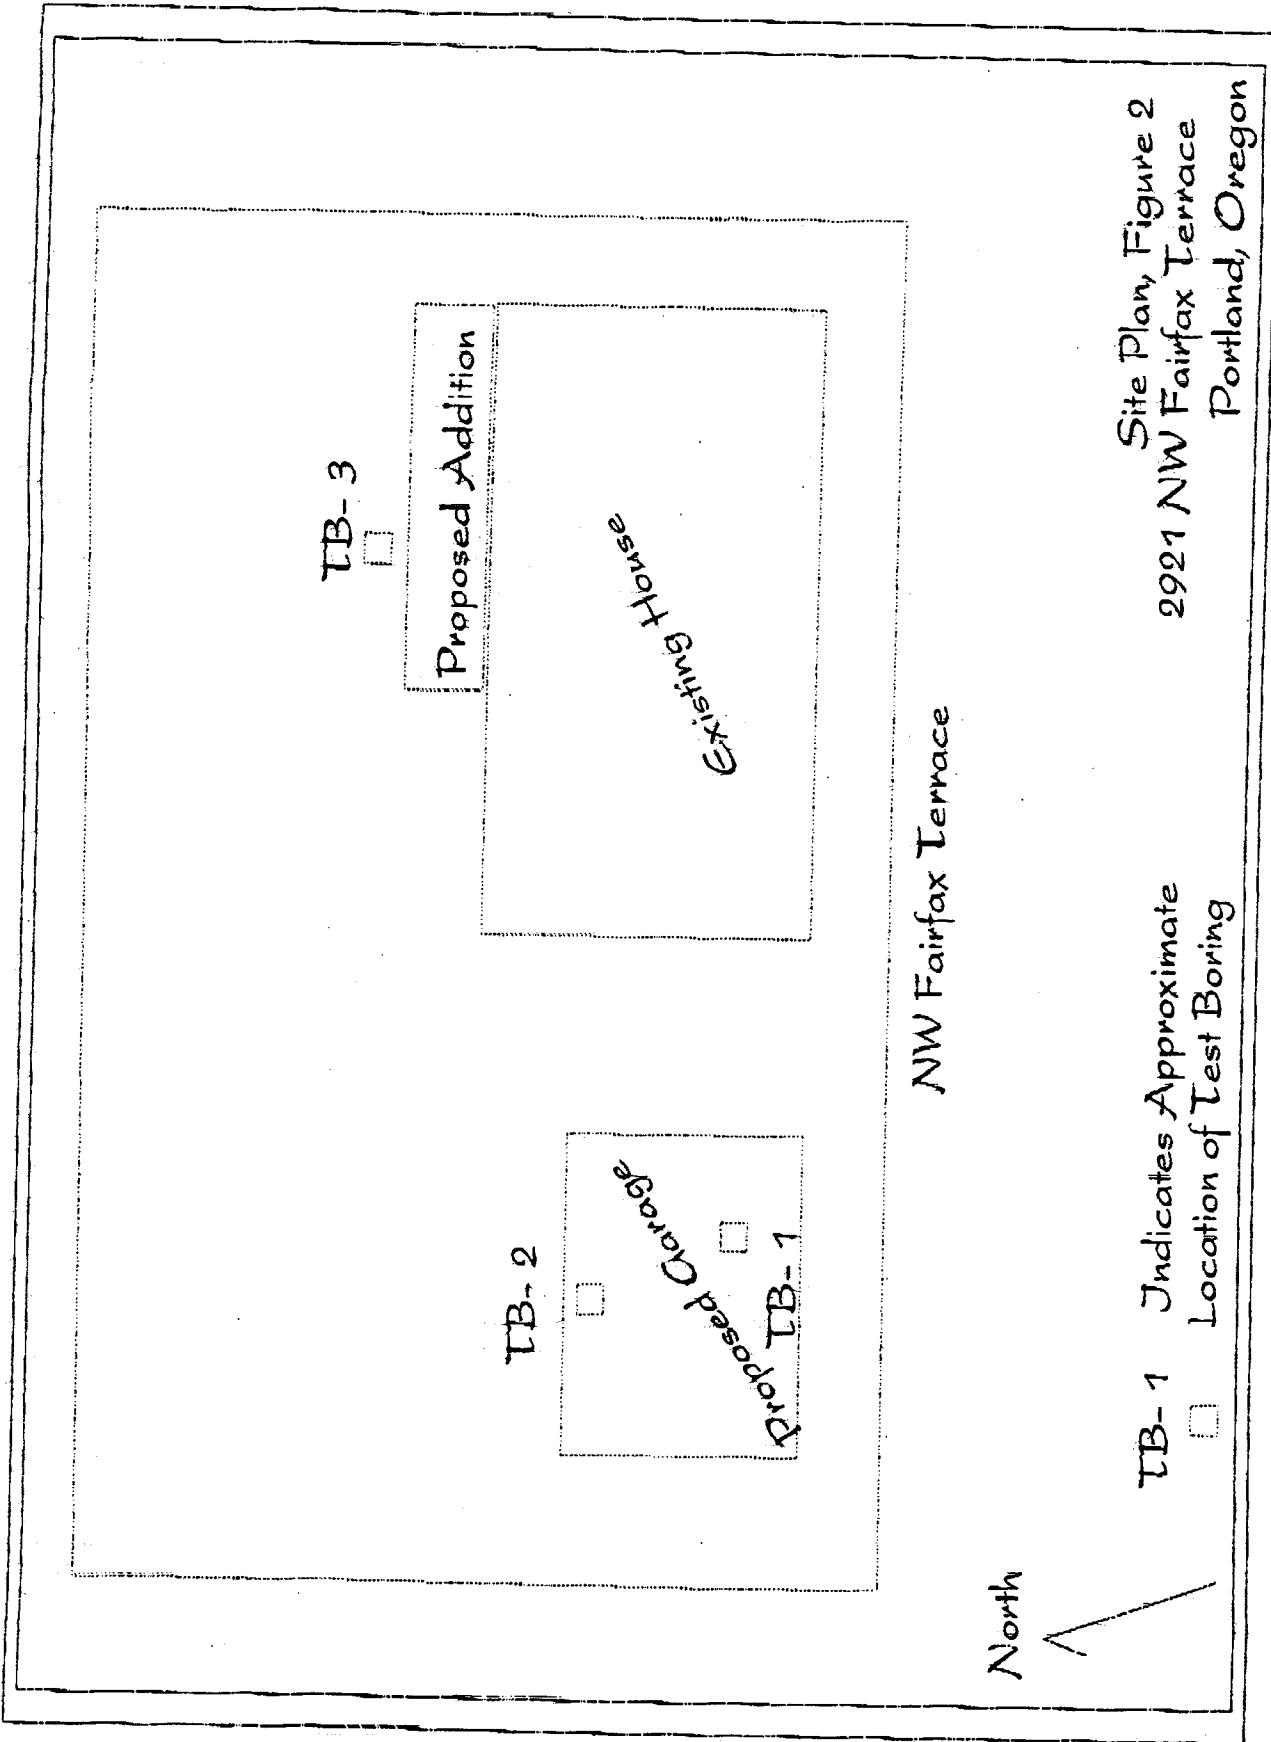 TB- 3
Proposed Addition
Existing House
TB- 2
Proposed Garage
TB- 1
NW Fairfax Terrace
North
TB- 1 Indicates Approximate
Location of Test Boring
Site Plan, Figure 2
2921 NW Fairfax Terrace
Portland, Oregon